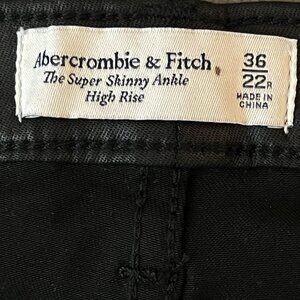 Abercrombie & Fitch
The Super Skinny Ankle
High Rise
36
22R
MADE IN
CHINA